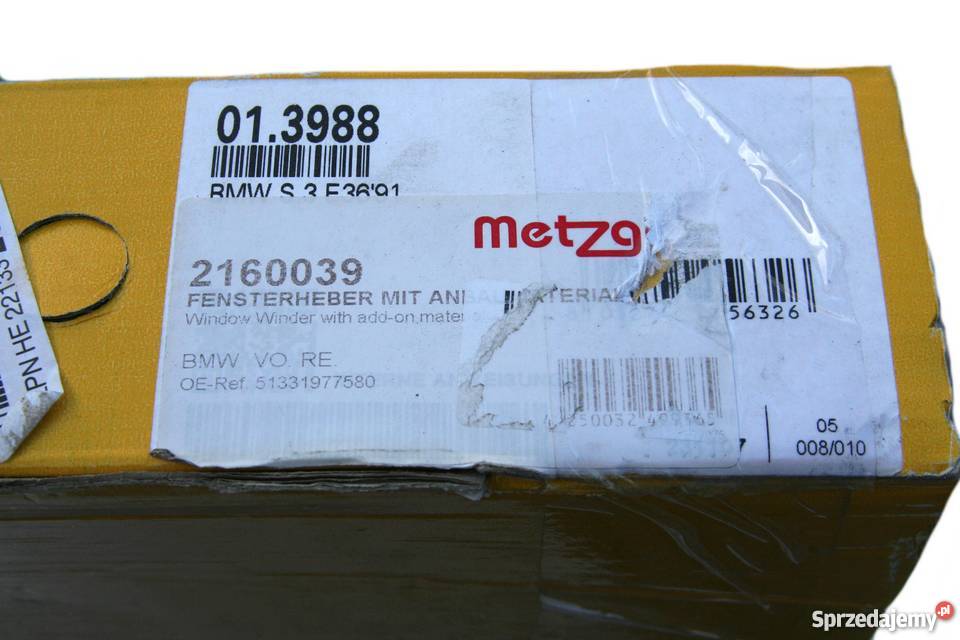 01.3988
BMW S 3 E36'91
Metzg
2160039
FENSTERHEBER MIT AN
MATERIAL
Window Winder with add-on
56326
BMW. VO. RE.
OE-Ref. 51331977580
05
008/010
PN HE 22133
Sprzedajemy.pl